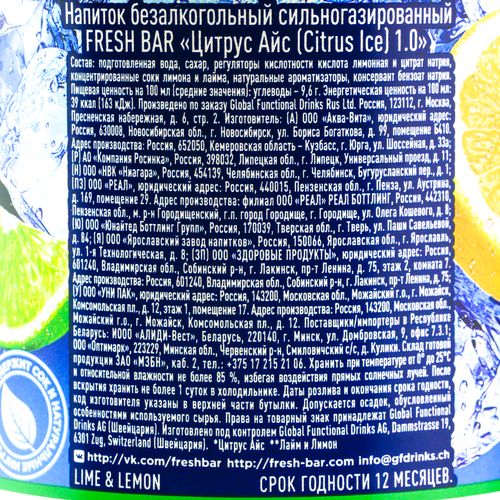 Напиток безалкогольный сильногазированный
FRESH BAR «Цитрус Айс (Citrus Ice) 1.0»
Состав: подготовленная вода, сахар, регуляторы кислотности кислота лимонная и цитрат натрия,
концентрированные соки лимона и лайма, натуральные ароматизаторы, консервант бензоат натрия.
Пищевая ценность на 100 мл (средние значения): углеводы – 9,6 г. Энергетическая ценность на 100 мл:
39 ккал (163 кДж). Произведено по заказу Global Functional Drinks Rus Ltd. Россия, 123112, г. Москва,
Пресненская набережная, д. 6, стр. 2. Изготовитель: (А) ООО «Аква-Вита», юридический адрес:
Россия, 630008, Новосибирская обл., г. Новосибирск, ул. Бориса Богаткова, д. 99, помещение Б410.
Адрес производства: Россия, 652050, Кемеровская область – Кузбасс, г. Юрга, ул. Шоссейная, д. 33а;
(Р) АО «Компания Росинка», Россия, 398032, Липецкая обл., г. Липецк, Универсальный проезд, д. 11;
(Н) ООО «НВК «Ниагара», Россия, 454139, Челябинская обл., г. Челябинск, Бугурусланский пер., д. 1;
(ПЗ) ООО «РЕАЛ», юридический адрес: Россия, 440015, Пензенская обл., г. Пенза, ул. Аустрина,
д. 169, помещение 29. Адрес производства: филиал ООО «РЕАЛ» РЕАЛ БОТТЛИНГ, Россия, 442310,
Пензенская обл., м. р-н Городищенский, г.п. город Городище, г. Городище, ул. Олега Кошевого, д. 8;
(Ю) ООО «Юнайтед Боттлинг Групп», Россия, 170039, Тверская обл., г. Тверь, ул. Паши Савельевой,
д. 84; (Я) ООО «Ярославский завод напитков», Россия, 150066, Ярославская обл., г. Ярославль,
ул. 1-я Технологическая, д. 8; (ЗП) ООО «ЗДОРОВЫЕ ПРОДУКТЫ», юридический адрес: Россия,
601240, Владимирская обл., Собинский р-н, г. Лакинск, пр-т Ленина, д. 75, этаж 2, комната 7.
Адрес производства: Россия, 601240, Владимирская обл., Собинский р-н, г. Лакинск, пр-т Ленина, д. 75;
(У) ООО «УНИ ПАК», юридический адрес: Россия, 143200, Московская обл., Можайский г.о., г. Можайск,
Комсомольская пл., д. 12, этаж 1, помещение 17. Адрес производства: Россия, 143200, Московская обл.,
Можайский г.о., г. Можайск, Комсомольская пл., д. 12. Поставщики/импортеры в Республику
Беларусь: ИООО «АЛИДИ-Вест», Беларусь, 220140, г. Минск, ул. Домбровская, 9, офис 7.3.1;
ООО «Оптимарк», 223229, Минская обл., Червенский р-н, Смиловичский с/с, д. Кулики. Склад готовой
продукции ЗАО «МЗБН», каб. 2, тел.: +375 17 215 21 06. Хранить при температуре от 0° до 25°С
и относительной влажности не более 85 %, избегая воздействия прямых солнечных лучей. После
вскрытия хранить не более 1 суток в холодильнике. Даты розлива и окончания срока годности,
код изготовителя указаны в верхней части бутылки. Допускается осадок, обусловленный
особенностями используемого сырья. Права на товарный знак принадлежат Global Functional
Drinks AG (Швейцария). Изготовлено под контролем Global Functional Drinks AG, Dammstrasse 19,
6301 Zug, Switzerland (Швейцария). *Цитрус Айс **Лайм и Лимон
http://vk.com/freshbar http://fresh-bar.com info@gfdrinks.ch
LIME & LEMON СРОК ГОДНОСТИ 12 МЕСЯЦЕВ.
СОДЕРЖИТ СОК И
НАТУРАЛЬНЫЕ